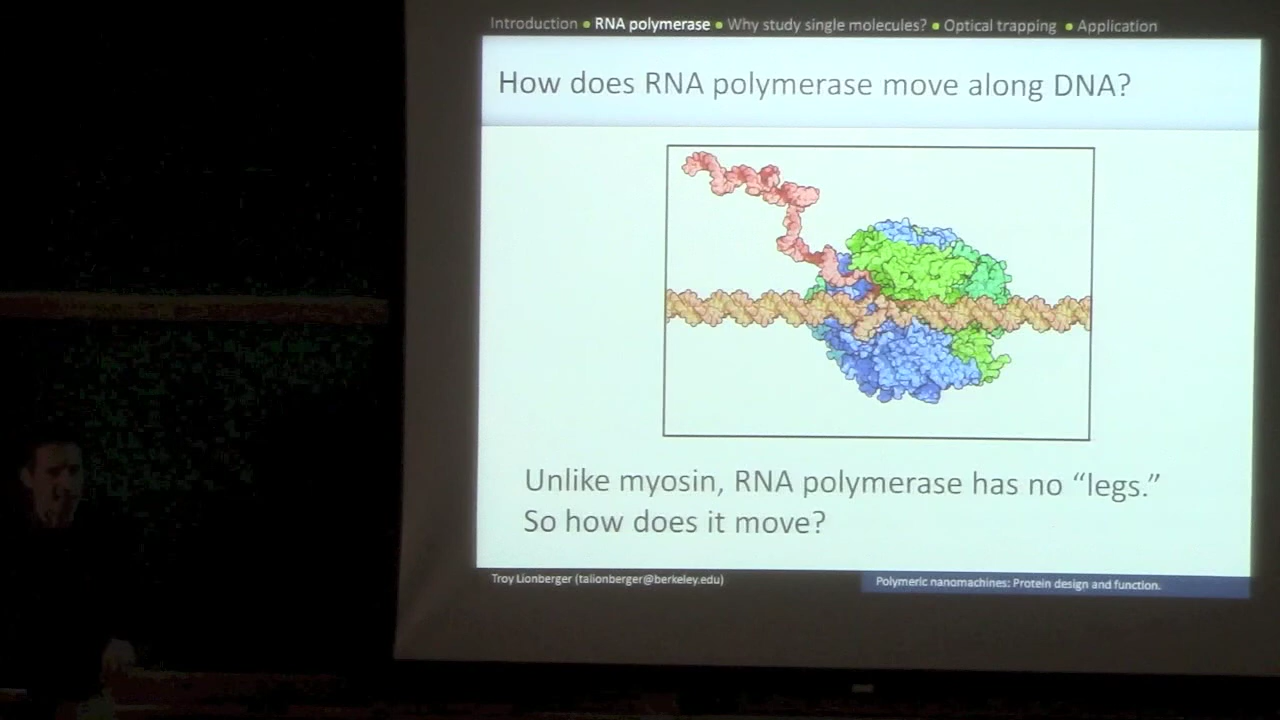 Introduction • RNA polymerase • Why study single molecules? • Optical trapping • Application
How does RNA polymerase move along DNA?
Unlike myosin, RNA polymerase has no “legs.”
So how does it move?
Troy Lionberger (talionberger@berkeley.edu)
Polymeric nanomachines: Protein design and function.